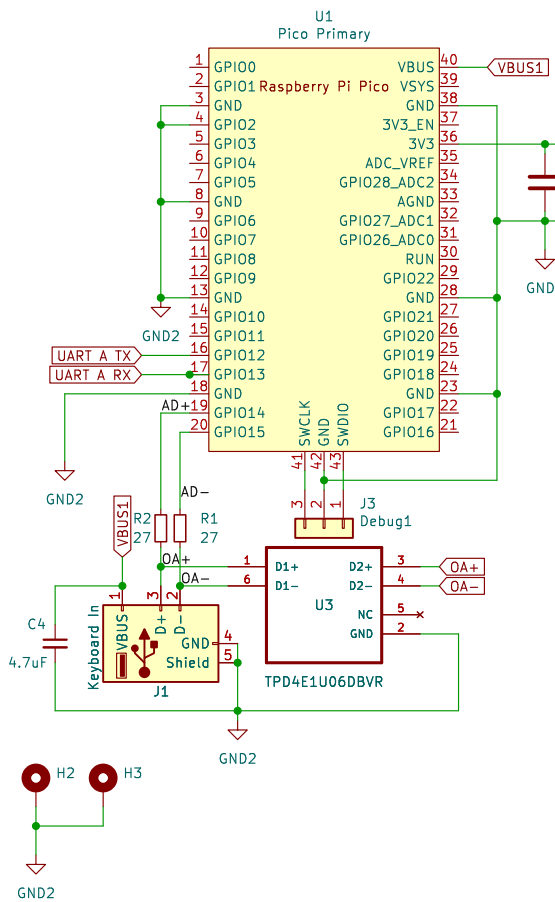 U1
Pico Primary
Raspberry Pi Pico
1 GPIO0 VBUS 40 VBUS1
2 GPIO1 VSYS 39
3 GND GND 38
4 GPIO2 3V3_EN 37
5 GPIO3 3V3 36
6 GPIO4 ADC_VREF 35
7 GPIO5 GPIO28_ADC2 34
8 GND AGND 33
9 GPIO6 GPIO27_ADC1 32
10 GPIO7 GPIO26_ADC0 31
11 GPIO8 RUN 30
12 GPIO9 GPIO22 29
13 GND GND 28
14 GPIO10 GPIO21 27
15 GPIO11 GPIO20 26
UART A TX 16 GPIO12 GPIO19 25
UART A RX 17 GPIO13 GPIO18 24
18 GND GND 23
AD+ 19 GPIO14 GPIO17 22
20 GPIO15 GPIO16 21
GND2
GND
SWCLK GND SWDIO
41 42 43
GND2
AD-
3 2 1
J3
Debug1
VBUS1
R2
27
R1
27
OA+
OA-
1 D1+ D2+ 3 OA+
6 D1- D2- 4 OA-
U3
NC 5
GND 2
TPD4E1U06DBVR
C4
4.7uF
Keyboard In
1 3 2
VBUS D+ D-
GND 4
Shield 5
J1
GND2
H2 H3
GND2